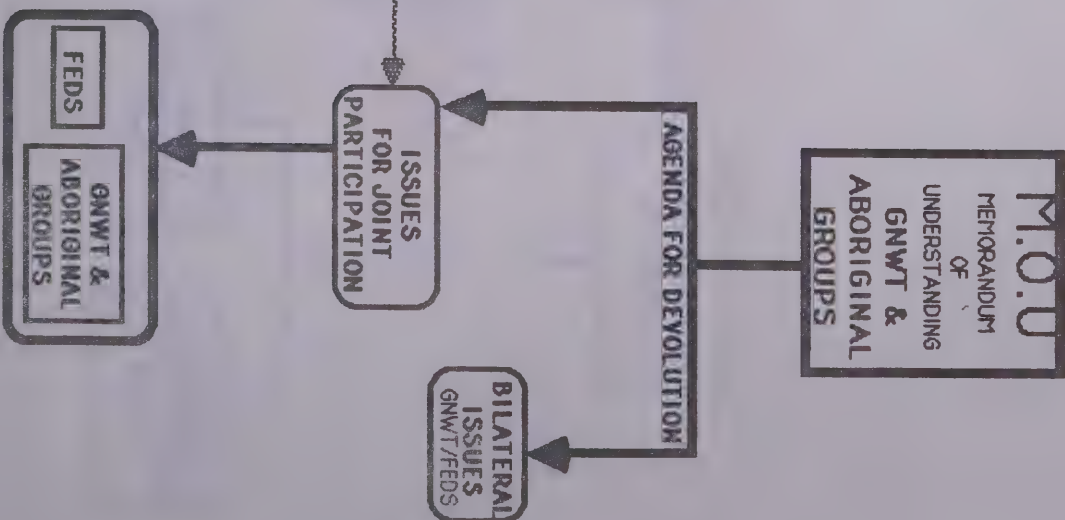 M.O.U
MEMORANDUM
OF
UNDERSTANDING
GNWT &
ABORIGINAL
GROUPS
AGENDA FOR DEVOLUTION
ISSUES
FOR JOINT
PARTICIPATION
BILATERAL
ISSUES
GNWT/FEDS
FEDS
GNWT &
ABORIGINAL
GROUPS